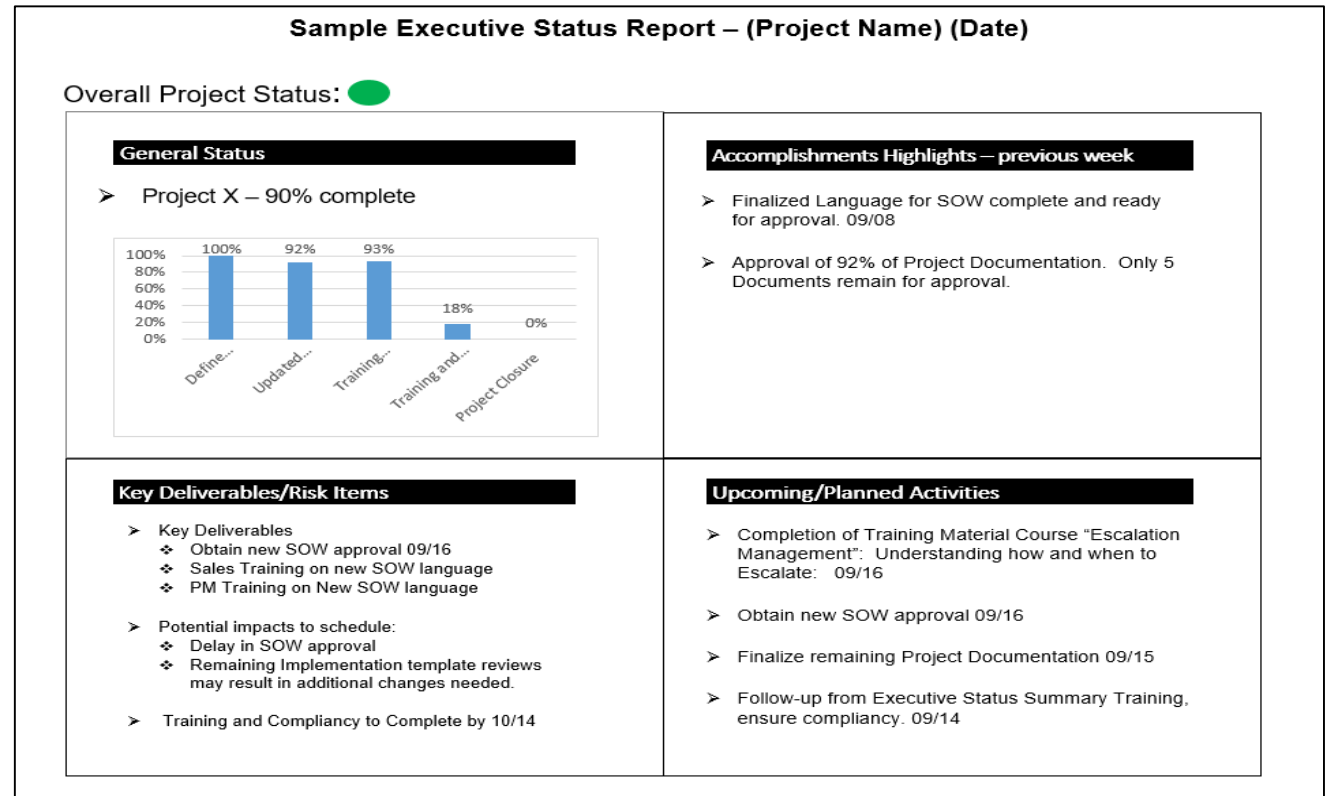 Sample Executive Status Report – (Project Name) (Date)
Overall Project Status:
General Status
➢ Project X – 90% complete
100%
80%
60%
40%
20%
0%
100%
92%
93%
18%
0%
Define...
Updated...
Training...
Training and...
Project Closure
Accomplishments Highlights – previous week
➢ Finalized Language for SOW complete and ready
for approval. 09/08
➢ Approval of 92% of Project Documentation.  Only 5
Documents remain for approval.
Key Deliverables/Risk Items
➢ Key Deliverables
❖ Obtain new SOW approval 09/16
❖ Sales Training on new SOW language
❖ PM Training on New SOW language
➢ Potential impacts to schedule:
❖ Delay in SOW approval
❖ Remaining Implementation template reviews
may result in additional changes needed.
➢ Training and Compliancy to Complete by 10/14
Upcoming/Planned Activities
➢ Completion of Training Material Course “Escalation
Management”:  Understanding how and when to
Escalate:   09/16
➢ Obtain new SOW approval 09/16
➢ Finalize remaining Project Documentation 09/15
➢ Follow-up from Executive Status Summary Training,
ensure compliancy. 09/14